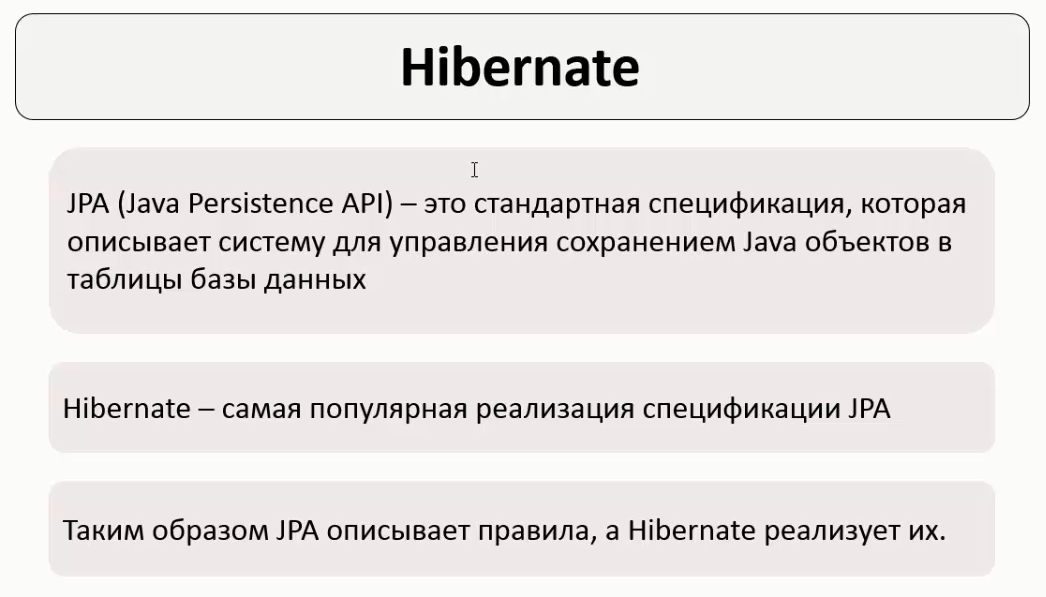 Hibernate
JPA (Java Persistence API) – это стандартная спецификация, которая
описывает систему для управления сохранением Java объектов в
таблицы базы данных
Hibernate – самая популярная реализация спецификации JPA
Таким образом JPA описывает правила, а Hibernate реализует их.